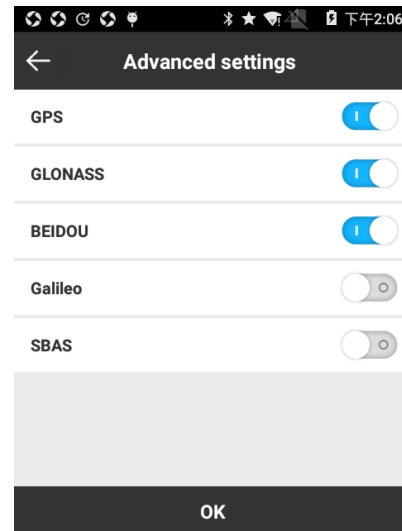 下午2:06
Advanced settings
GPS
GLONASS
BEIDOU
Galileo
SBAS
OK